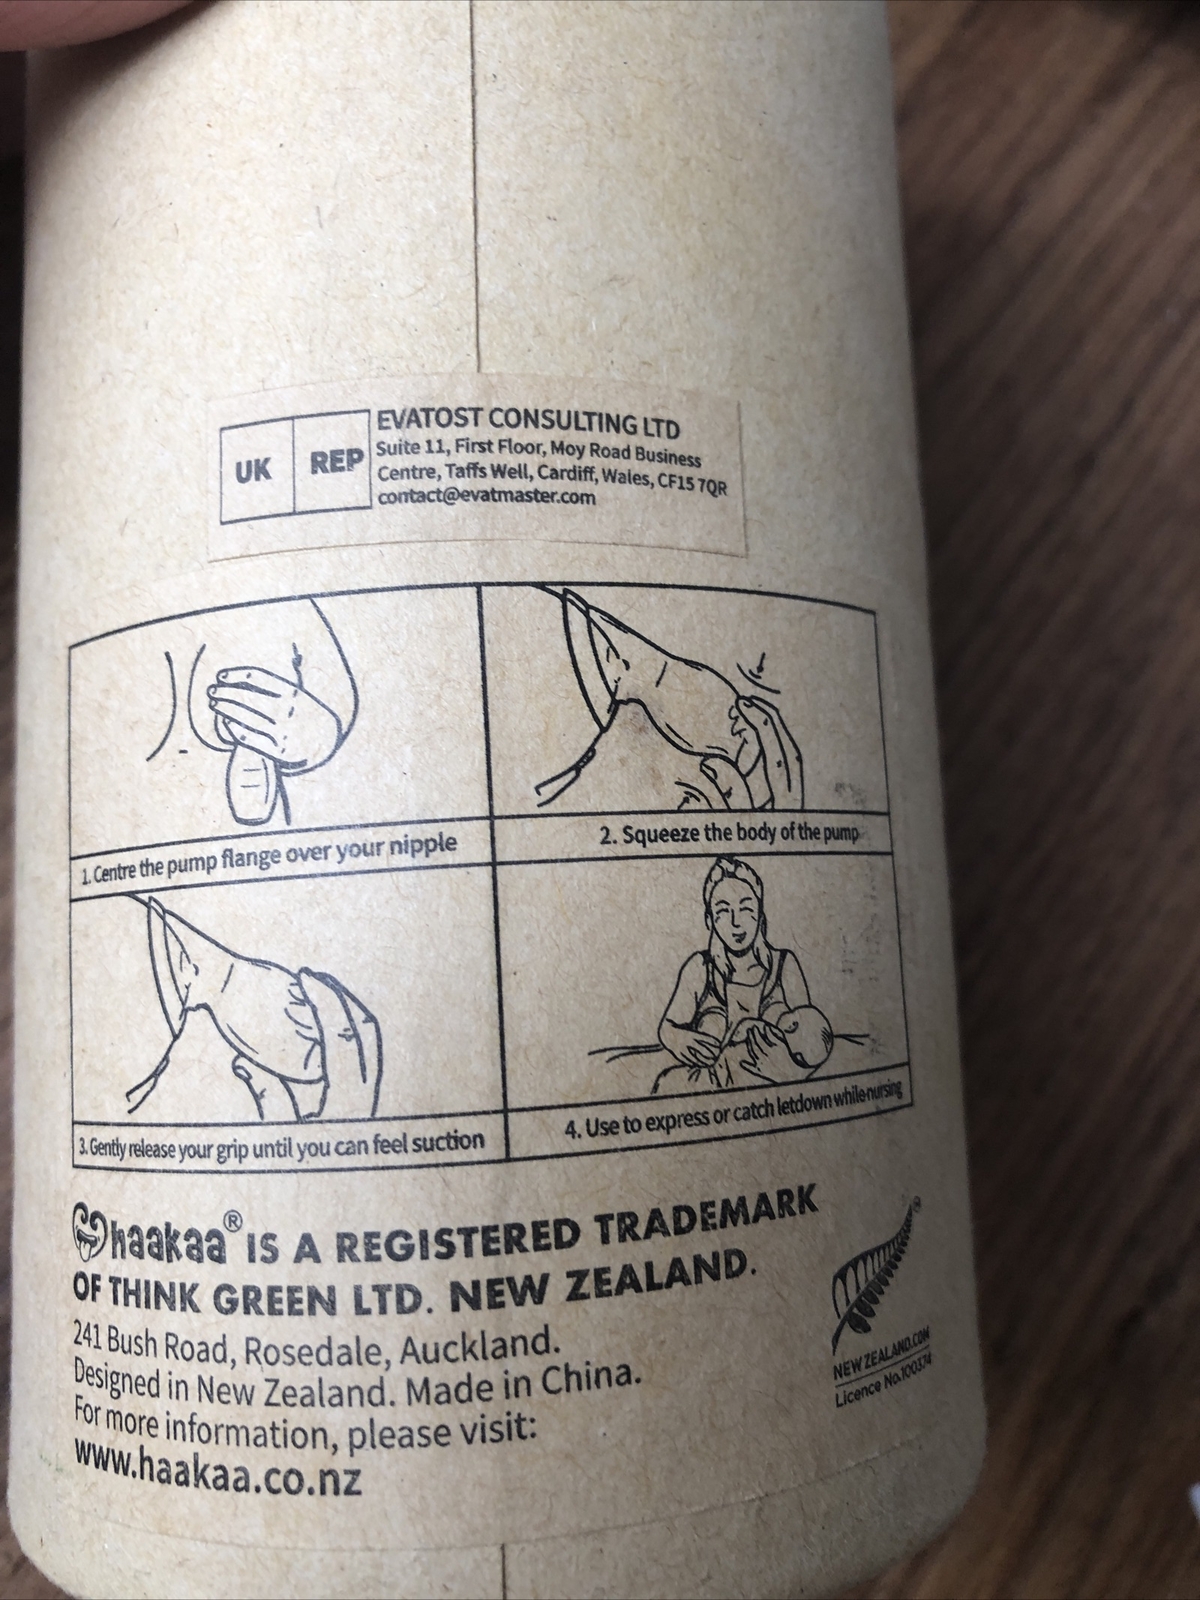 UK REP
EVATOST CONSULTING LTD
Suite 11, First Floor, Moy Road Business
Centre, Taffs Well, Cardiff, Wales, CF15 7QR
contact@evatmaster.com
1. Centre the pump flange over your nipple
2. Squeeze the body of the pump
3. Gently release your grip until you can feel suction
4. Use to express or catch letdown while nursing
haakaa® IS A REGISTERED TRADEMARK
OF THINK GREEN LTD. NEW ZEALAND.
241 Bush Road, Rosedale, Auckland.
Designed in New Zealand. Made in China.
For more information, please visit:
www.haakaa.co.nz
NEWZEALAND.COM
Licence No.100374